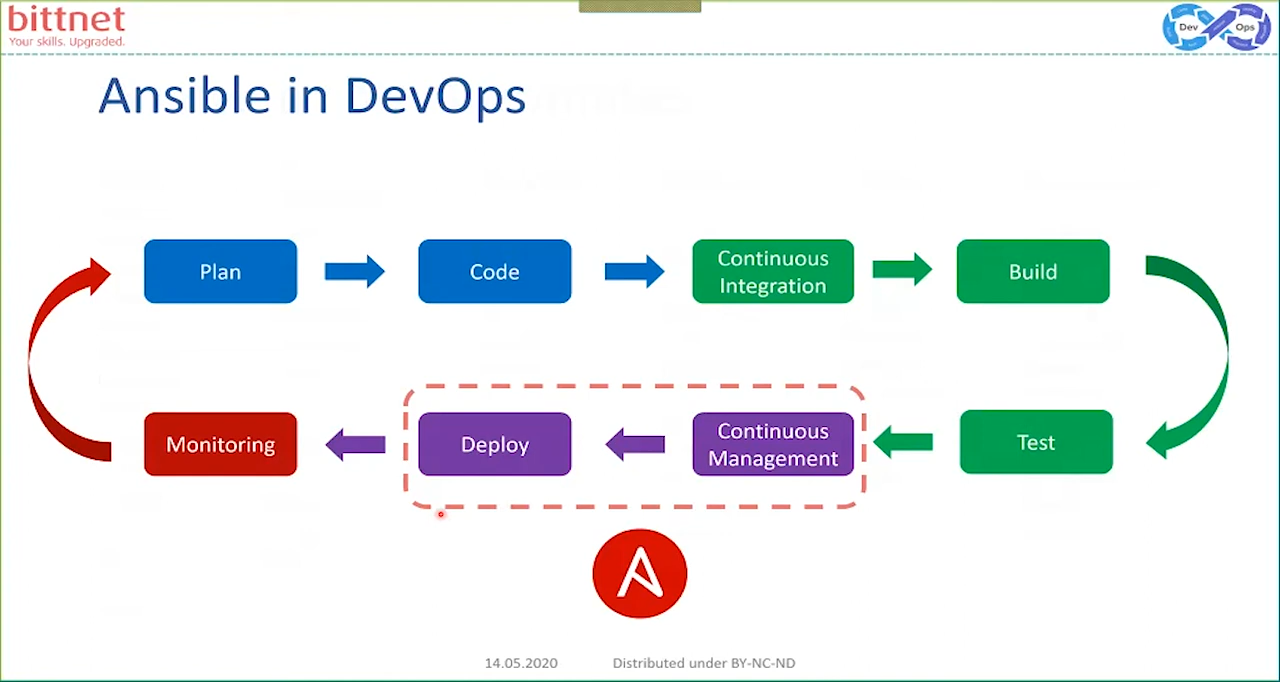 bittnet
Your skills. Upgraded.
Dev Ops
Ansible in DevOps
Plan
Code
Continuous
Integration
Build
Monitoring
Deploy
Continuous
Management
Test
14.05.2020
Distributed under BY-NC-ND